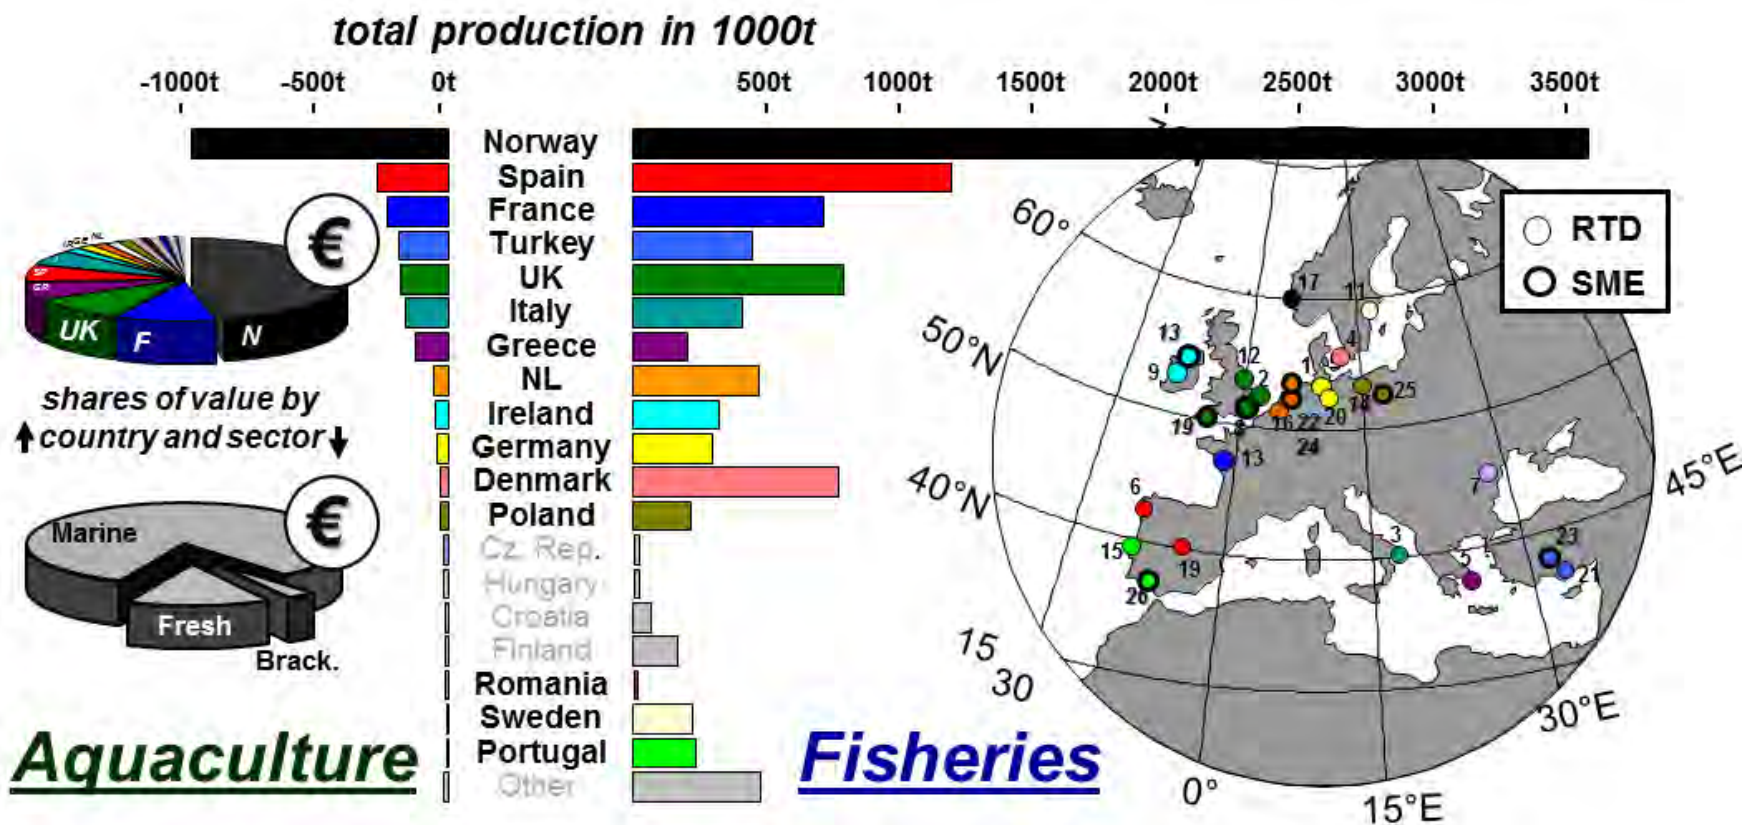 total production in 1000t
-1000t -500t 0t 500t 1000t 1500t 2000t 2500t 3000t 3500t
Norway
Spain
France
Turkey
UK
Italy
Greece
NL
Ireland
Germany
Denmark
Poland
Cz. Rep.
Hungary
Croatia
Finland
Romania
Sweden
Portugal
Other
€
NL
SP
GR
UK
F
N
shares of value by
country and sector
€
Marine
Fresh
Brack.
Aquaculture
Fisheries
RTD
SME
60°
50°N
40°N
15
30
0°
15°E
30°E
45°E
17
11
13
4
9
12
1
2
25
19
8
16
22
20
14
24
13
7
6
15
19
26
3
5
23
21